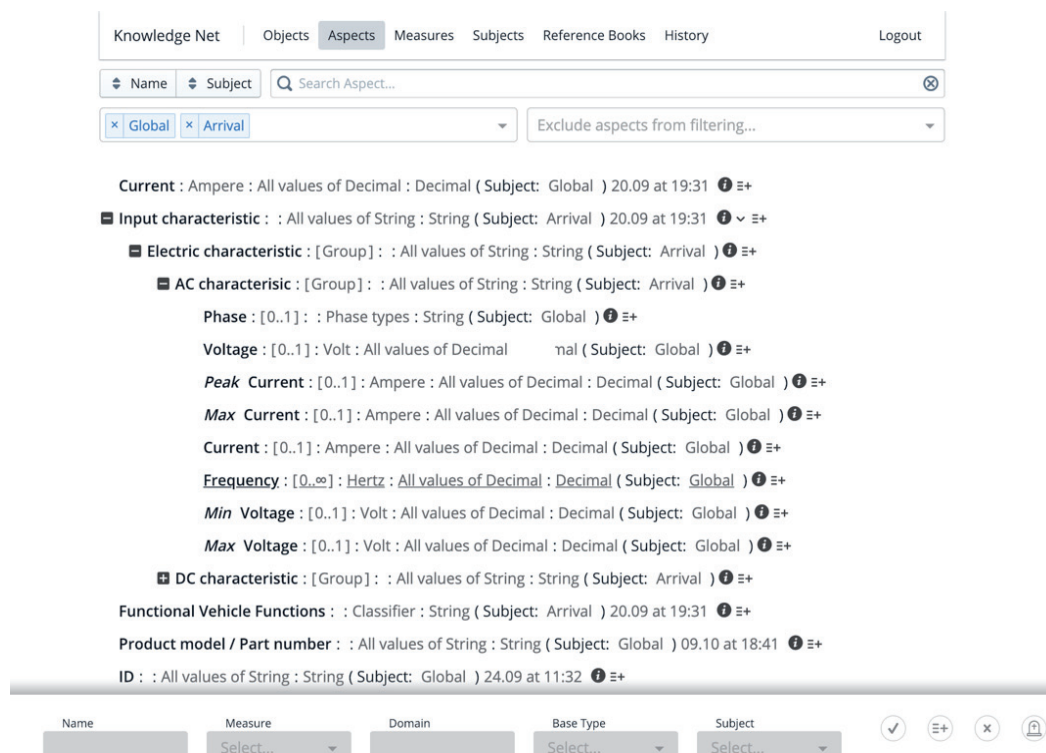 Knowledge Net Objects Aspects Measures Subjects Reference Books History Logout
Name Subject Search Aspect...
× Global × Arrival Exclude aspects from filtering...
Current : Ampere : All values of Decimal : Decimal ( Subject: Global ) 20.09 at 19:31
Input characteristic : : All values of String : String ( Subject: Arrival ) 20.09 at 19:31
Electric characteristic : [Group] : : All values of String : String ( Subject: Arrival )
AC characterisic : [Group] : : All values of String : String ( Subject: Arrival )
Phase : [0..1] : : Phase types : String ( Subject: Global )
Voltage : [0..1] : Volt : All values of Decimal mal ( Subject: Global )
Peak Current : [0..1] : Ampere : All values of Decimal : Decimal ( Subject: Global )
Max Current : [0..1] : Ampere : All values of Decimal : Decimal ( Subject: Global )
Current : [0..1] : Ampere : All values of Decimal : Decimal ( Subject: Global )
Frequency : [0..∞] : Hertz : All values of Decimal : Decimal ( Subject: Global )
Min Voltage : [0..1] : Volt : All values of Decimal : Decimal ( Subject: Global )
Max Voltage : [0..1] : Volt : All values of Decimal : Decimal ( Subject: Global )
DC characteristic : [Group] : : All values of String : String ( Subject: Arrival )
Functional Vehicle Functions : : Classifier : String ( Subject: Arrival ) 20.09 at 19:31
Product model / Part number : : All values of String : String ( Subject: Global ) 09.10 at 18:41
ID : : All values of String : String ( Subject: Global ) 24.09 at 11:32
Name Measure Domain Base Type Subject
Select... Select... Select...